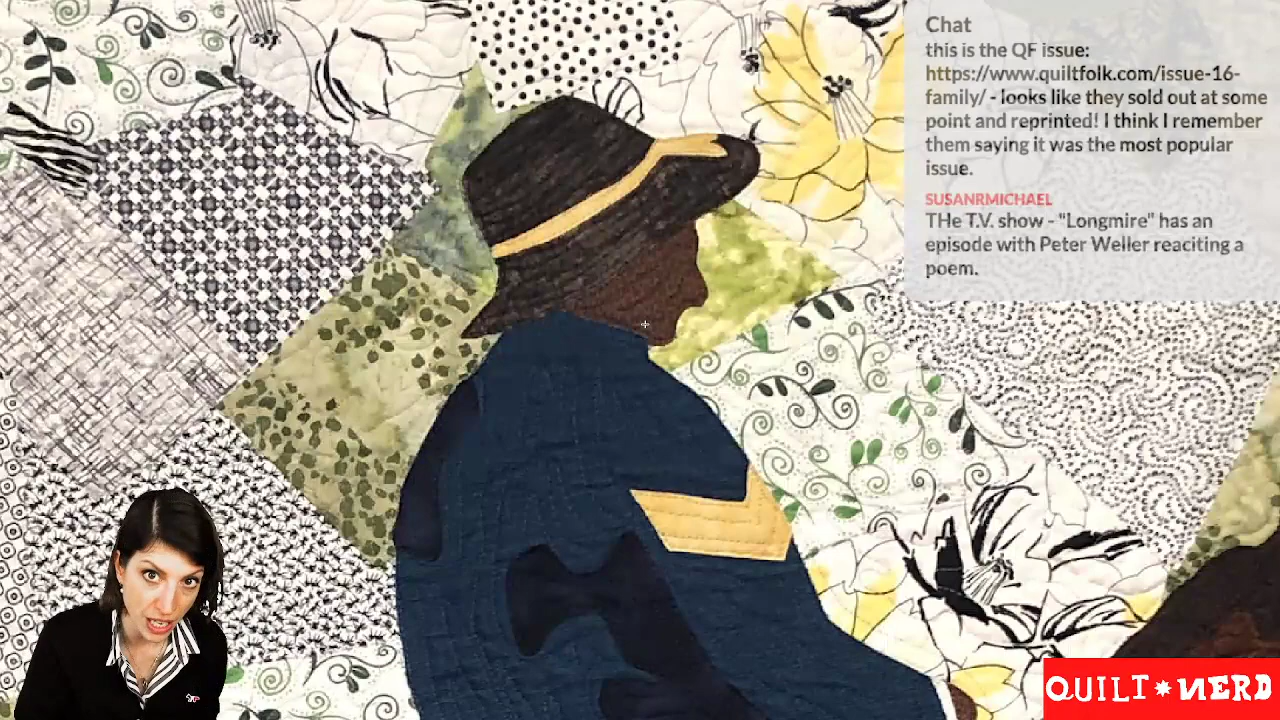 Chat
this is the QF issue:
https://www.quiltfolk.com/issue-16-
family/ - looks like they sold out at some
point and reprinted! I think I remember
them saying it was the most popular
issue.
SUSANRMICHAEL
THe T.V. show - "Longmire" has an
episode with Peter Weller reaciting a
poem.
QUILT*NERD